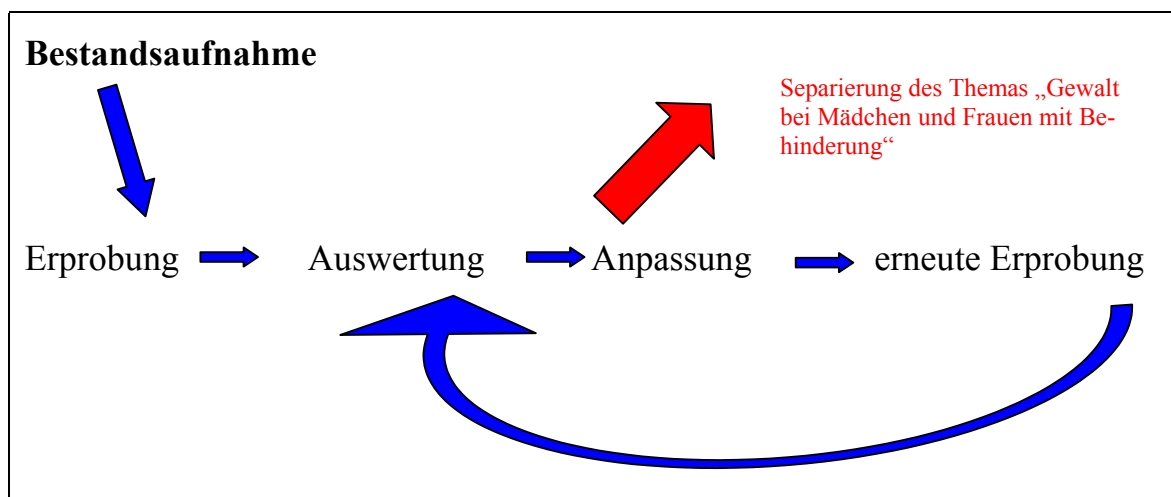 Bestandsaufnahme
Separierung des Themas „Gewalt
bei Mädchen und Frauen mit Be-
hinderung“
Erprobung Auswertung Anpassung erneute Erprobung